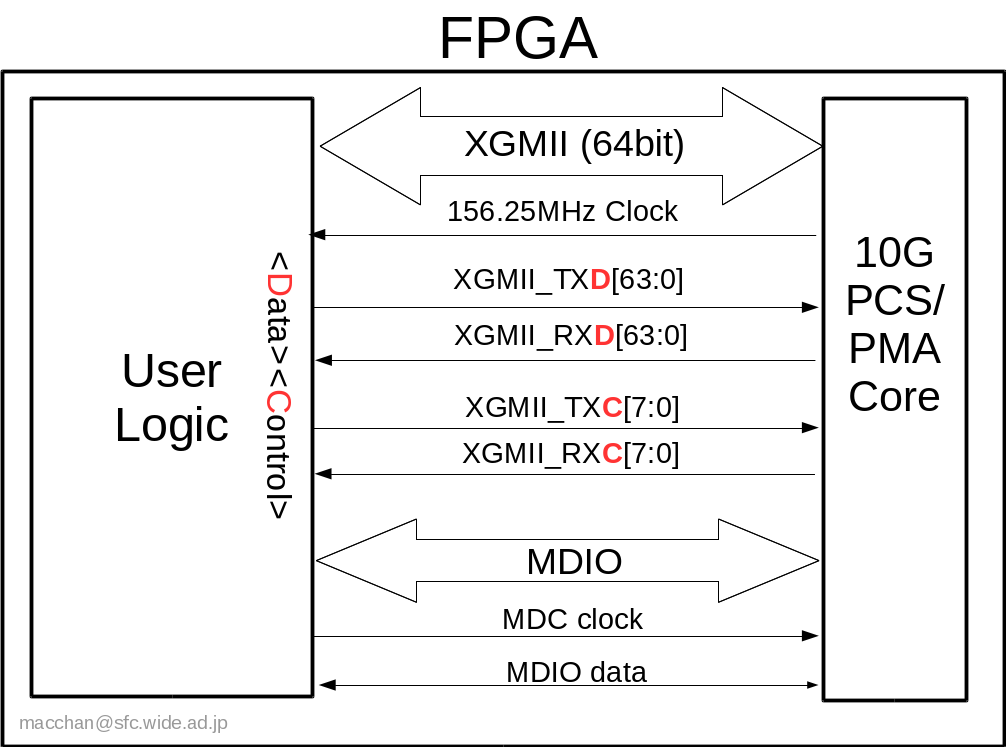 FPGA
XGMII (64bit)
156.25MHz Clock
XGMII_TXD[63:0]
XGMII_RXD[63:0]
XGMII_TXC[7:0]
XGMII_RXC[7:0]
<Data><Control>
User
Logic
10G
PCS/
PMA
Core
MDIO
MDC clock
MDIO data
macchan@sfc.wide.ad.jp